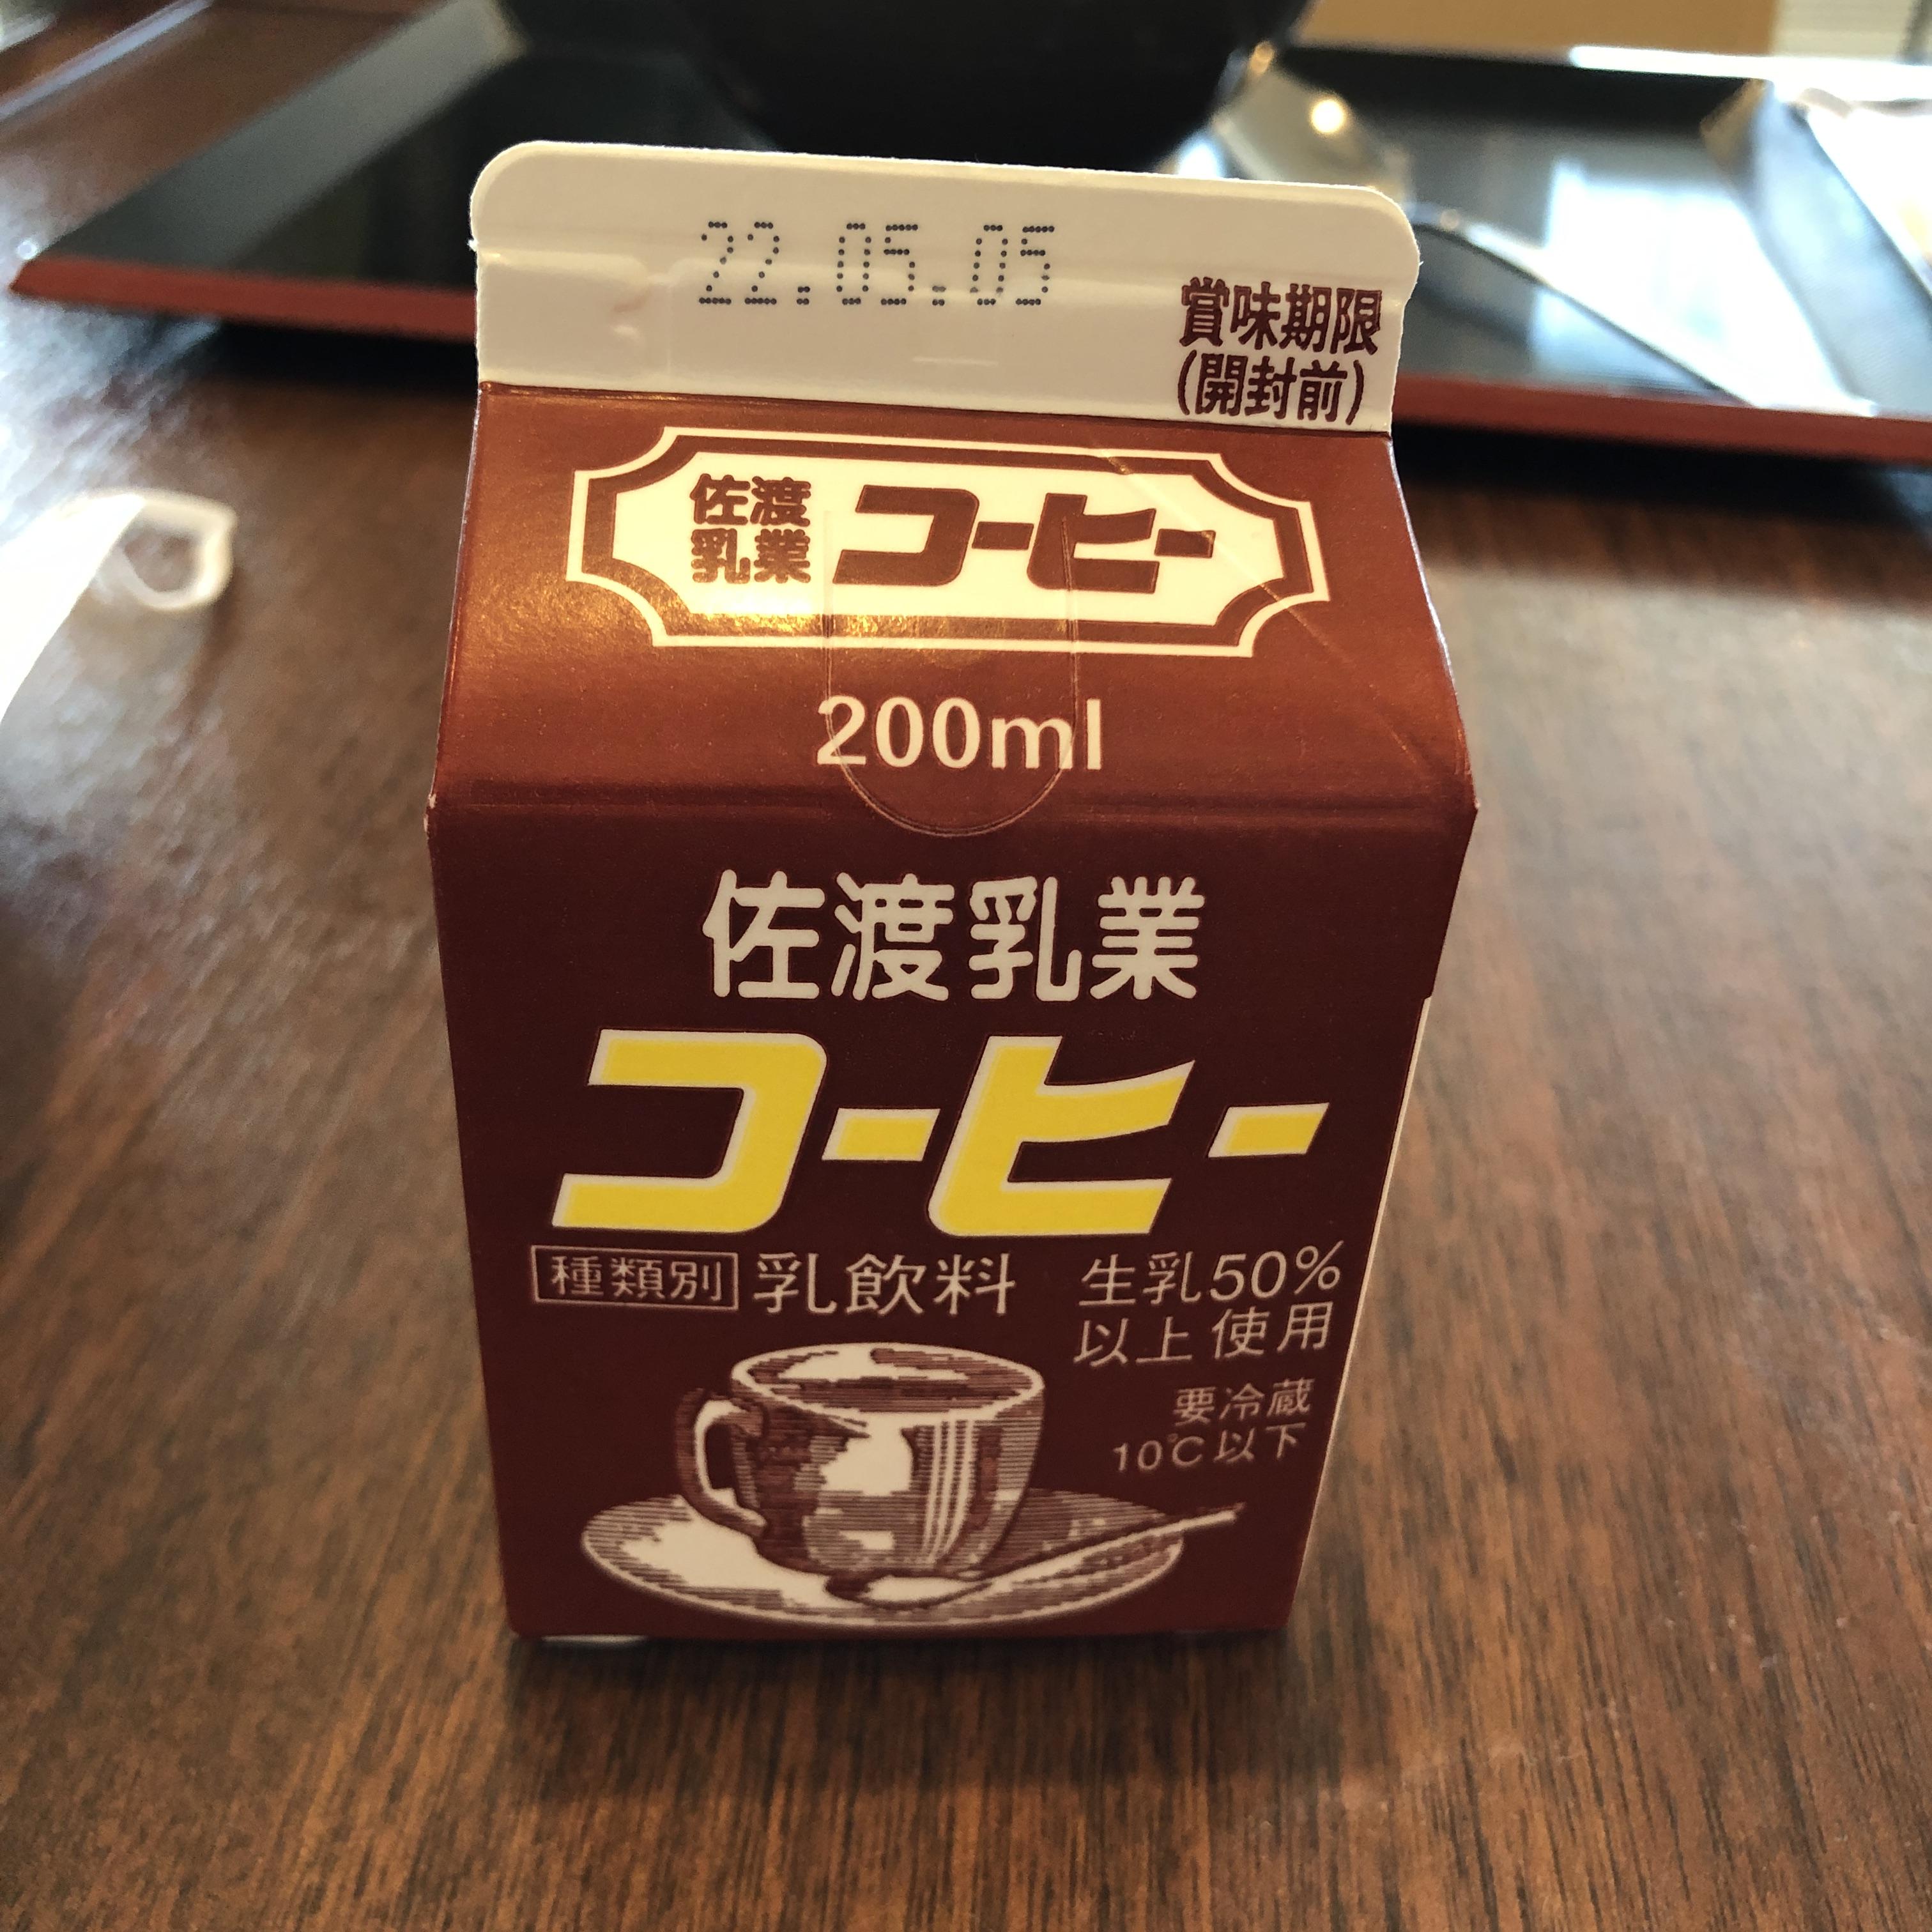 22.05.05
賞味期限
(開封前)
佐渡
乳業
コーヒー
200ml
佐渡乳業
コーヒー
種類別 乳飲料
生乳50%
以上使用
要冷蔵
10℃以下